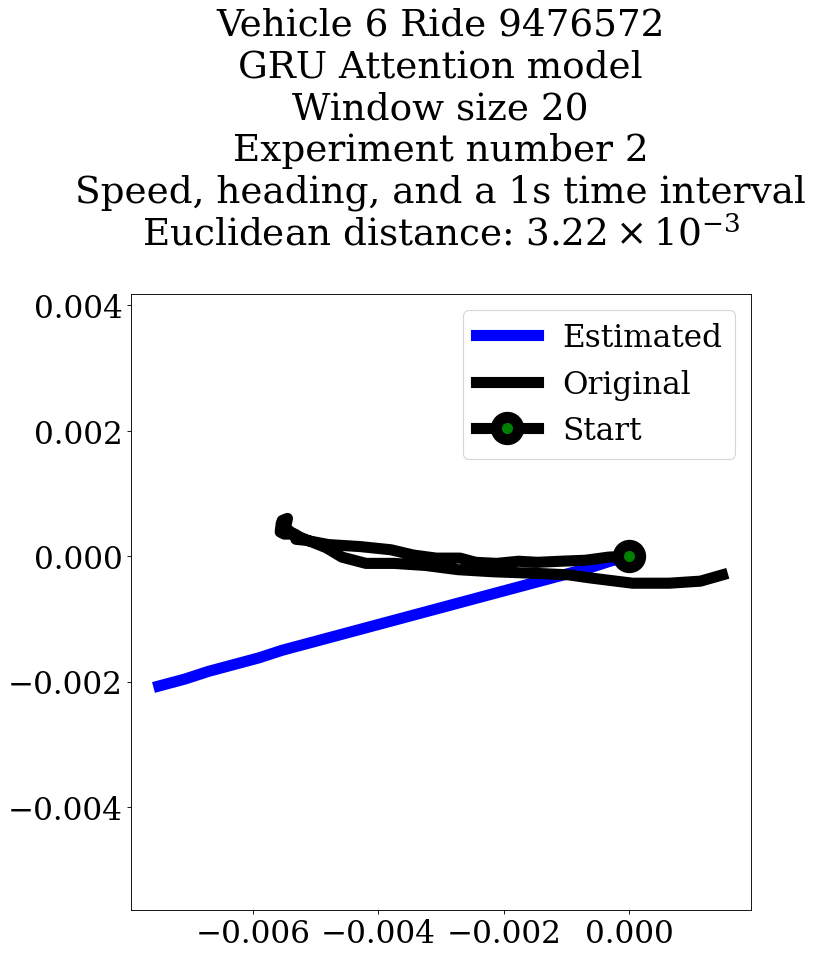 Vehicle 6 Ride 9476572
GRU Attention model
Window size 20
Experiment number 2
Speed, heading, and a 1s time interval
Euclidean distance: 3.22 × 10⁻³
Estimated
Original
Start
0.004
0.002
0.000
−0.002
−0.004
−0.006 −0.004 −0.002 0.000